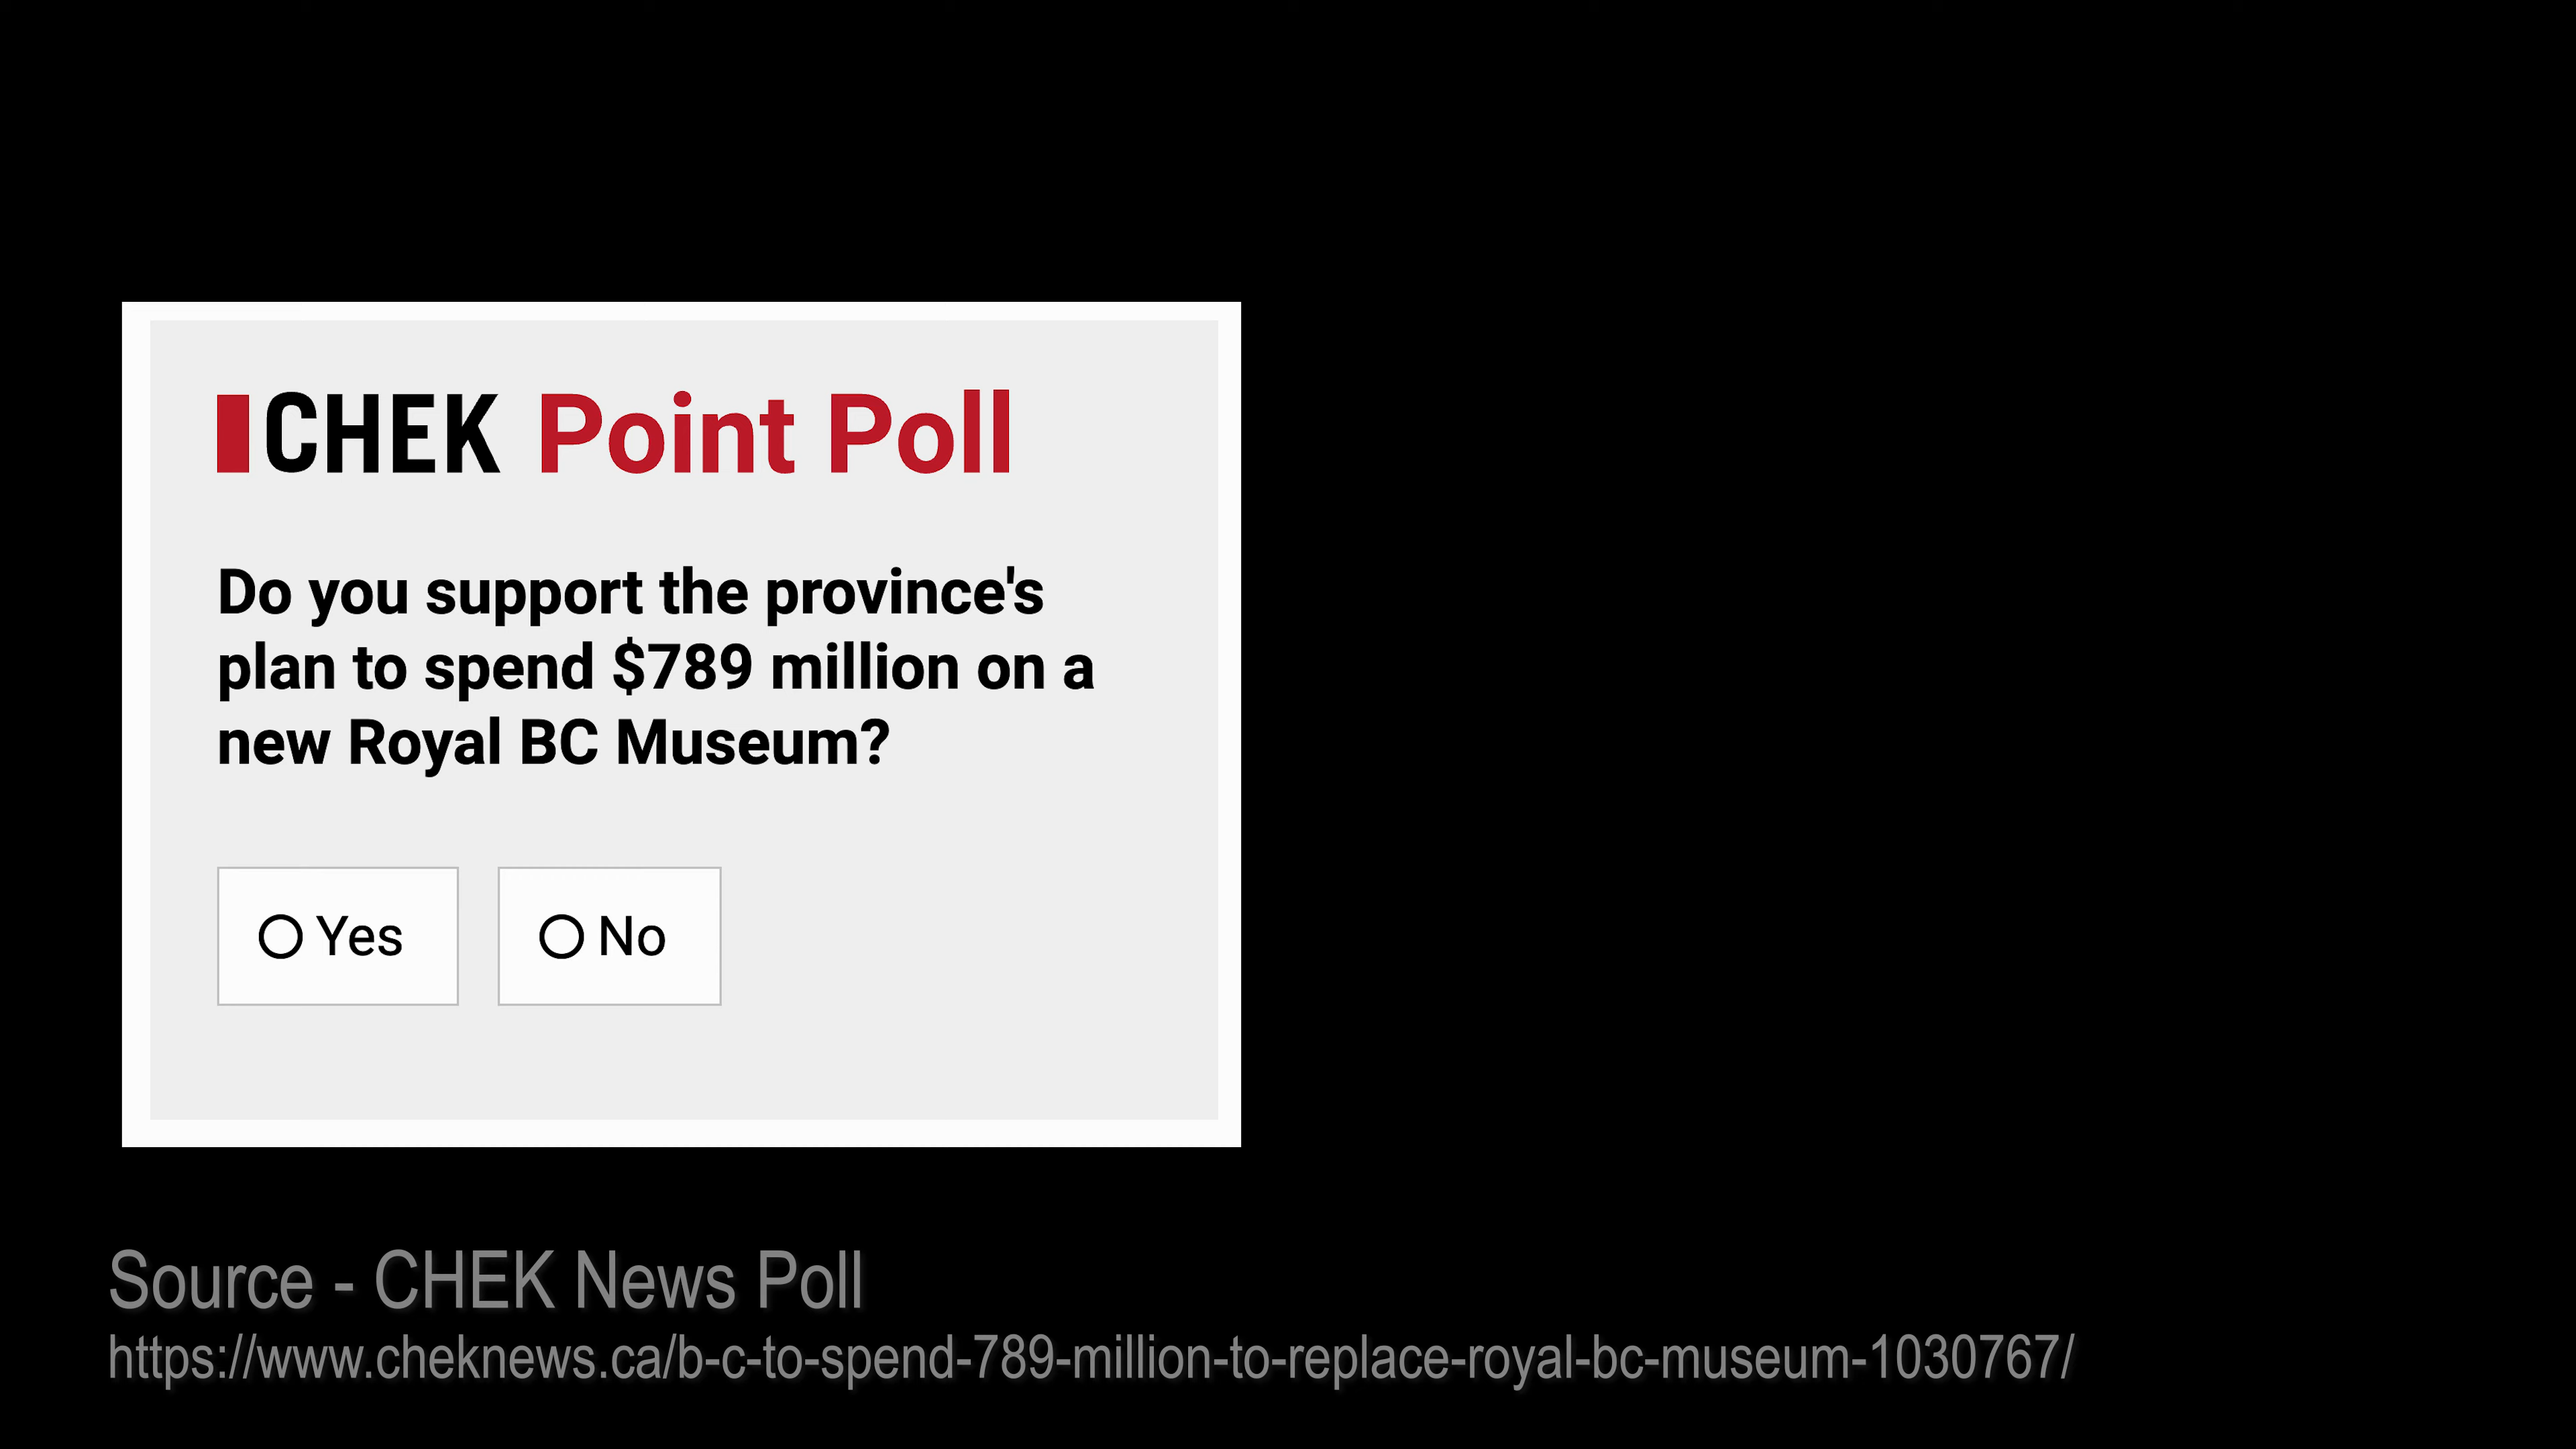 CHEK Point Poll
Do you support the province's
plan to spend $789 million on a
new Royal BC Museum?
Yes No
Source - CHEK News Poll
https://www.cheknews.ca/b-c-to-spend-789-million-to-replace-royal-bc-museum-1030767/